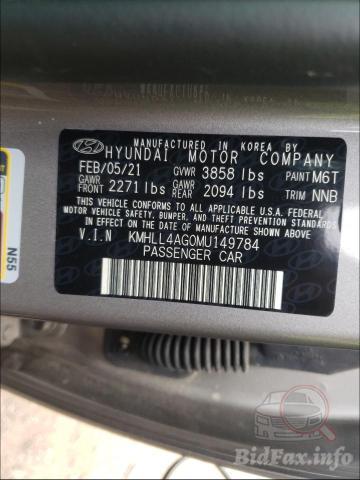 MANUFACTURED IN KOREA BY
HYUNDAI MOTOR COMPANY
FEB/05/21 GVWR 3858 lbs PAINT M6T
GAWR FRONT 2271 lbs GAWR REAR 2094 lbs TRIM NNB
THIS VEHICLE CONFORMS TO ALL APPLICABLE U.S.A. FEDERAL
MOTOR VEHICLE SAFETY, BUMPER, AND THEFT PREVENTION STANDARDS
IN EFFECT ON THE DATE OF MANUFACTURE SHOWN ABOVE.
V.I.N KMHLL4AG0MU149784
PASSENGER CAR
N55
BidFax.info